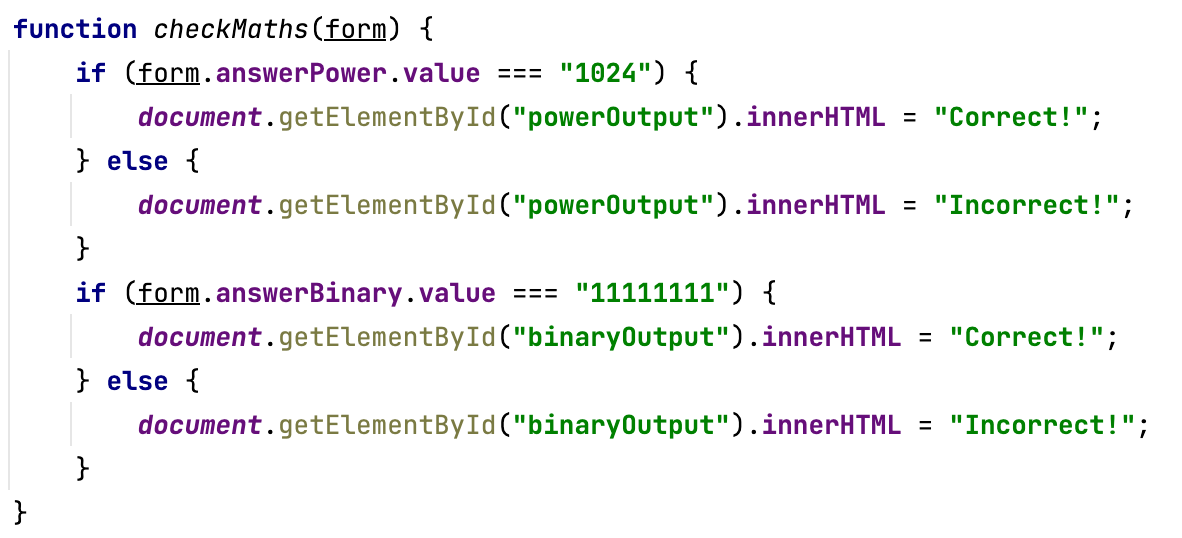 function checkMaths(form) {
    if (form.answerPower.value === "1024") {
        document.getElementById("powerOutput").innerHTML = "Correct!";
    } else {
        document.getElementById("powerOutput").innerHTML = "Incorrect!";
    }
    if (form.answerBinary.value === "11111111") {
        document.getElementById("binaryOutput").innerHTML = "Correct!";
    } else {
        document.getElementById("binaryOutput").innerHTML = "Incorrect!";
    }
}